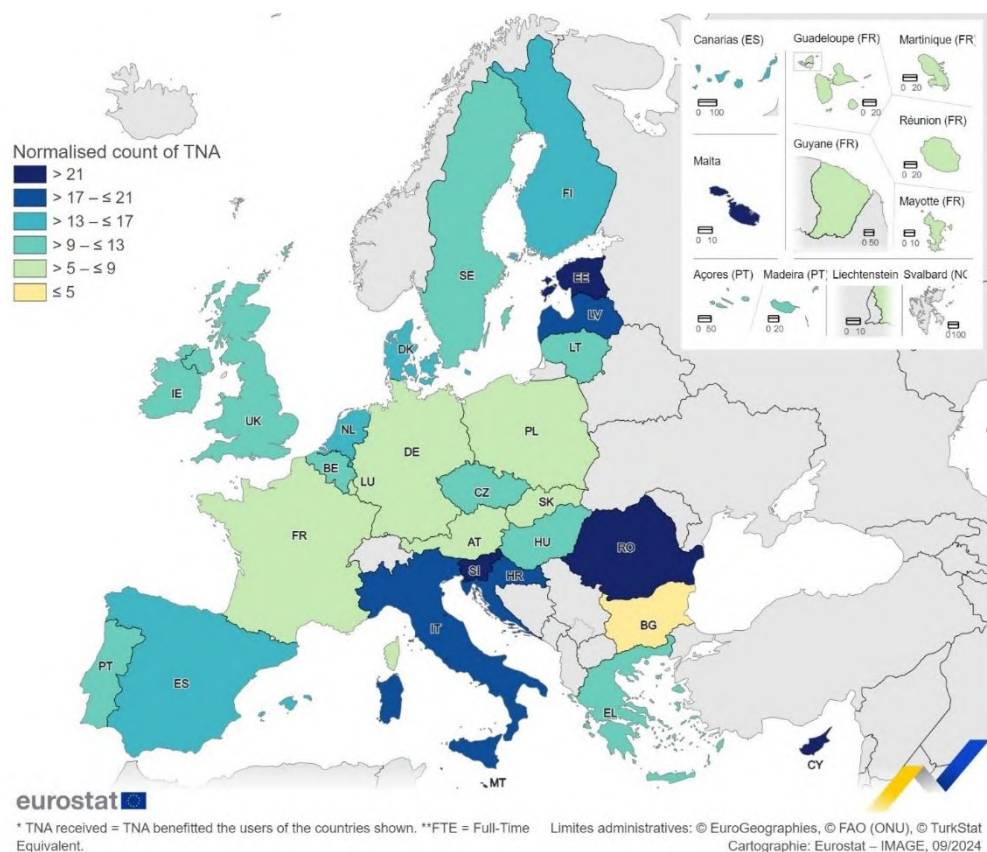 Normalised count of TNA
> 21
> 17 – ≤ 21
> 13 – ≤ 17
> 9 – ≤ 13
> 5 – ≤ 9
≤ 5
Canarias (ES)
0 100
Guadeloupe (FR)
0 20
Martinique (FR)
0 20
Réunion (FR)
0 20
Malta
0 10
Guyane (FR)
0 50
Mayotte (FR)
0 10
Açores (PT)
0 50
Madeira (PT)
0 20
Liechtenstein
0 10
Svalbard (NO
0 100
FI
SE
EE
LV
LT
DK
IE
UK
NL
BE
LU
DE
PL
CZ
SK
FR
AT
HU
RO
SI
HR
IT
BG
PT
ES
EL
MT
CY
eurostat
* TNA received = TNA benefitted the users of the countries shown. **FTE = Full-Time
Equivalent.
Limites administratives: © EuroGeographies, © FAO (ONU), © TurkStat
Cartographie: Eurostat – IMAGE, 09/2024